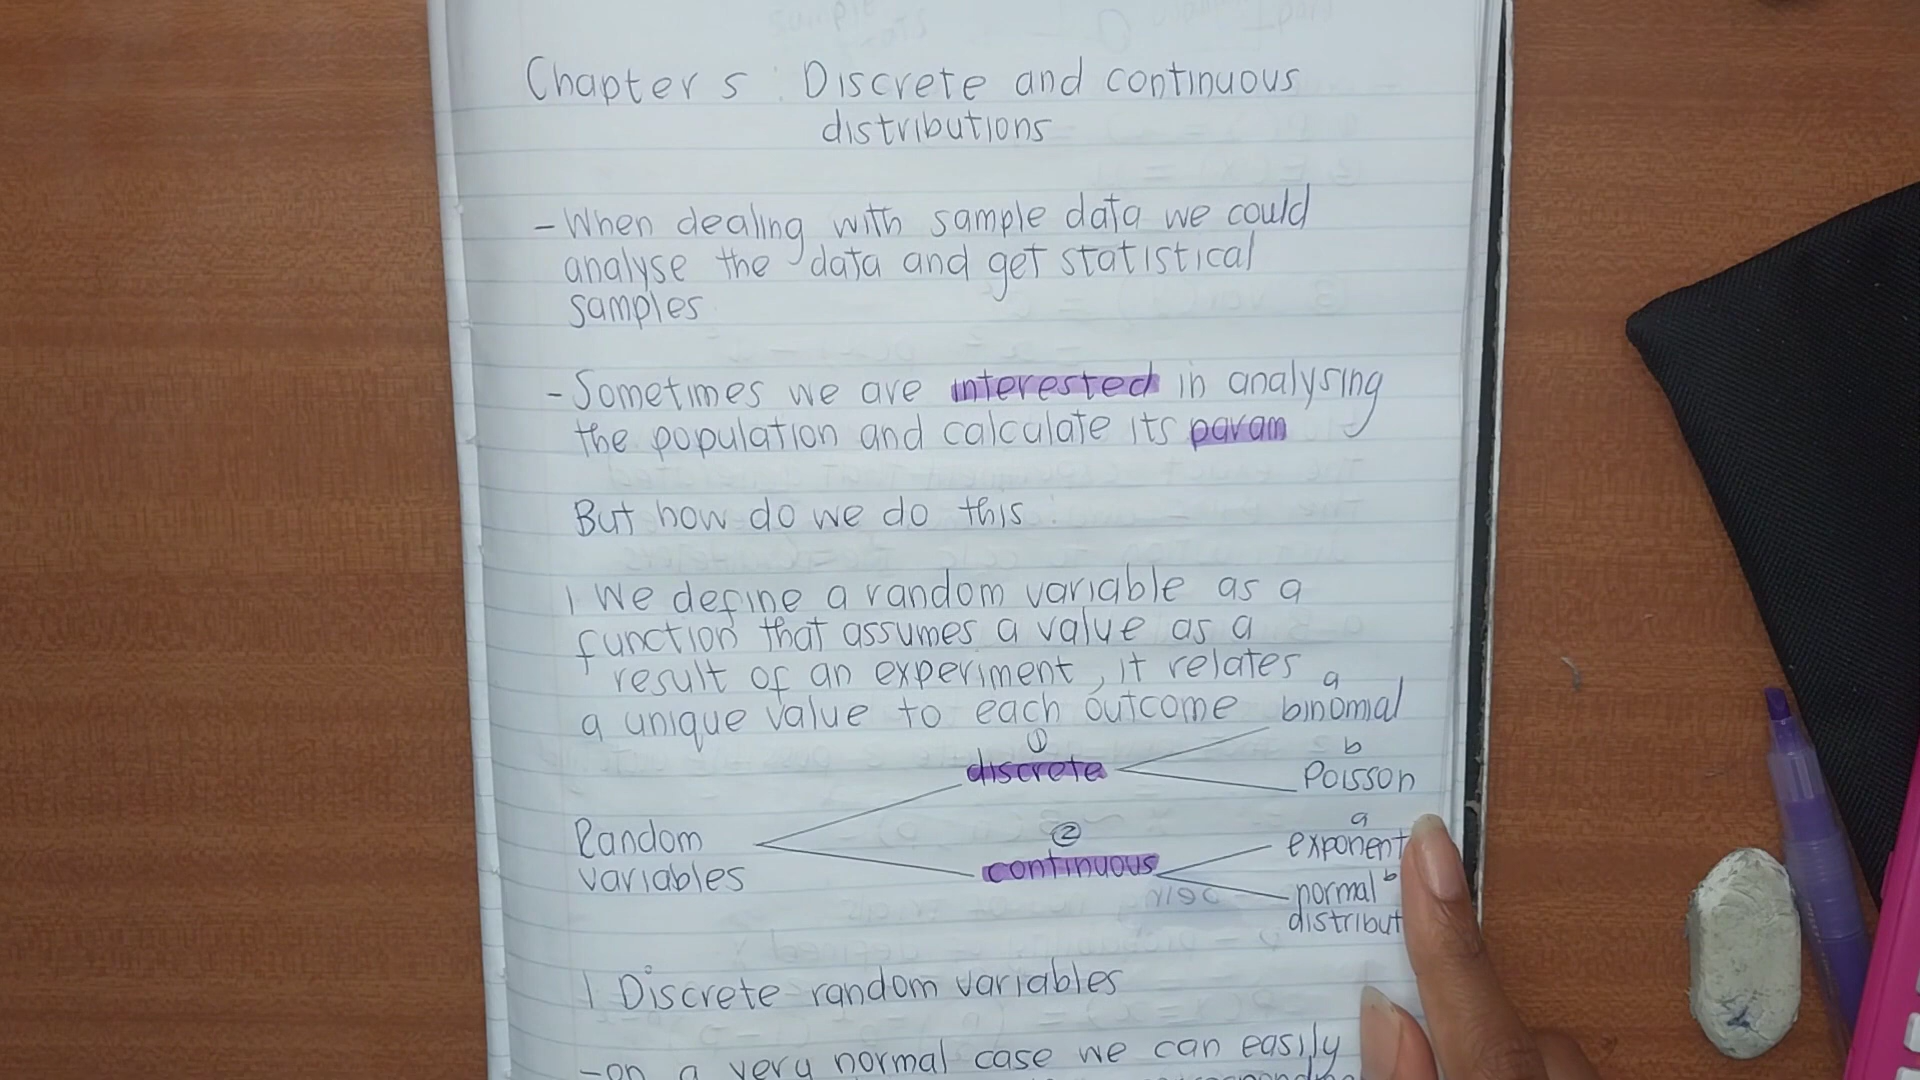 Chapter 5 : Discrete and continuous
distributions
- When dealing with sample data we could
analyse the data and get statistical
samples
- Sometimes we are interested in analysing
the population and calculate its param
But how do we do this :
1 We define a random variable as a
function that assumes a value as a
result of an experiment, it relates
a unique value to each outcome
a
binomial
① 
discrete
b
Poisson
Random
variables
②
continuous
a
exponent
b
normal
distribut
1 Discrete random variables
- on a very normal case we can easily